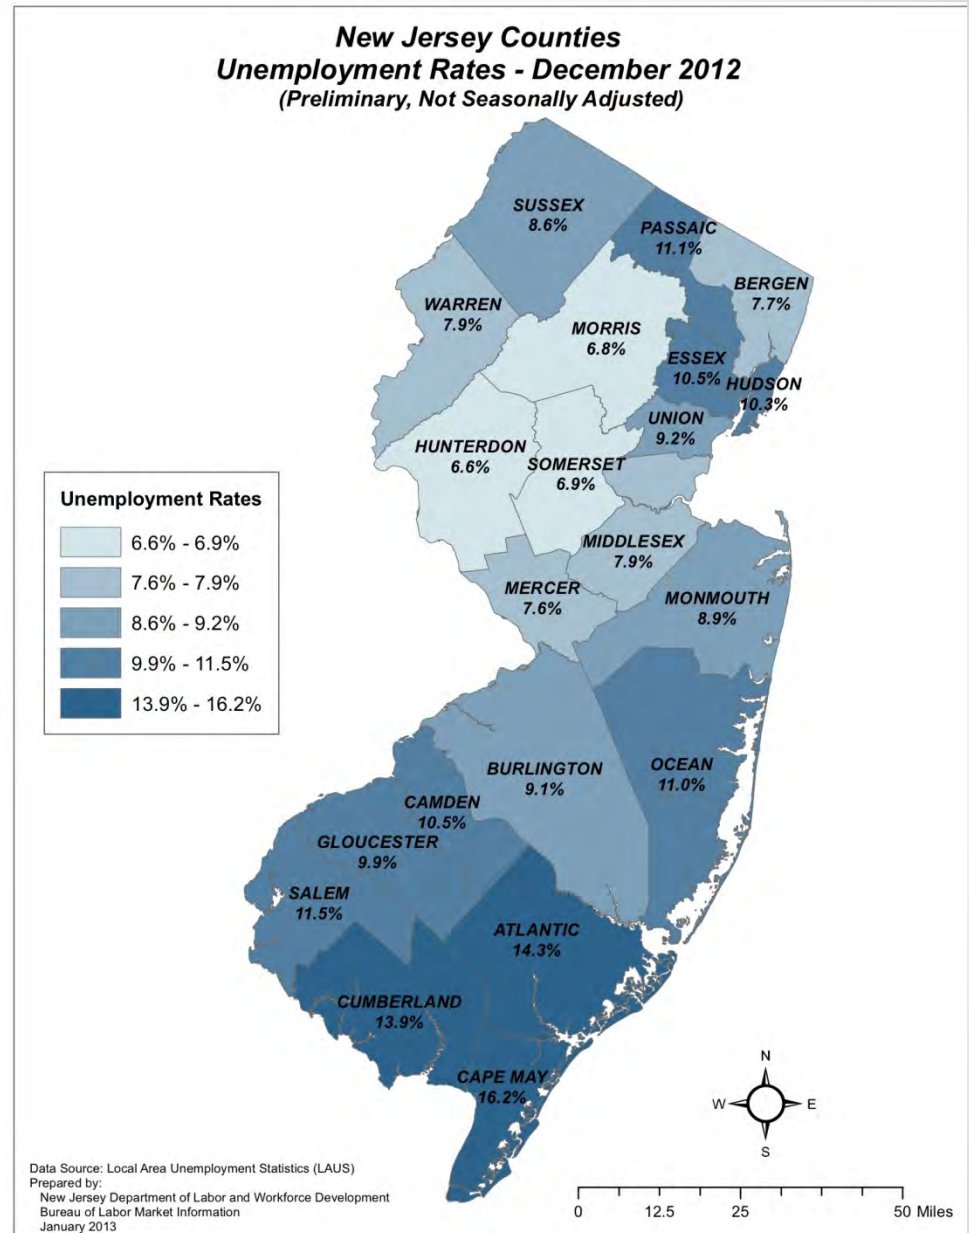 New Jersey Counties
Unemployment Rates - December 2012
(Preliminary, Not Seasonally Adjusted)
SUSSEX
8.6%
PASSAIC
11.1%
BERGEN
7.7%
WARREN
7.9%
MORRIS
6.8%
ESSEX
10.5%
HUDSON
10.3%
UNION
9.2%
HUNTERDON
6.6%
SOMERSET
6.9%
Unemployment Rates
6.6% - 6.9%
7.6% - 7.9%
8.6% - 9.2%
9.9% - 11.5%
13.9% - 16.2%
MIDDLESEX
7.9%
MERCER
7.6%
MONMOUTH
8.9%
BURLINGTON
9.1%
OCEAN
11.0%
CAMDEN
10.5%
GLOUCESTER
9.9%
SALEM
11.5%
ATLANTIC
14.3%
CUMBERLAND
13.9%
CAPE MAY
16.2%
N
W E
S
Data Source: Local Area Unemployment Statistics (LAUS)
Prepared by:
New Jersey Department of Labor and Workforce Development
Bureau of Labor Market Information
January 2013
0 12.5 25 50 Miles